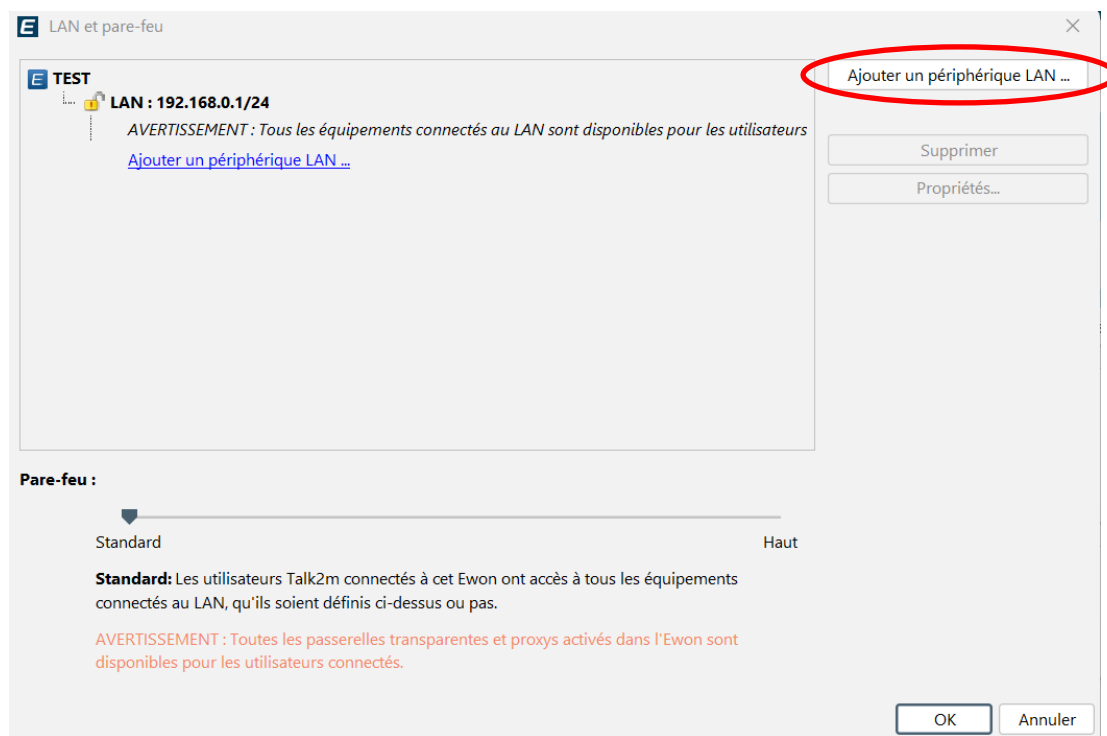 LAN et pare-feu
TEST
Ajouter un périphérique LAN ...
LAN : 192.168.0.1/24
AVERTISSEMENT : Tous les équipements connectés au LAN sont disponibles pour les utilisateurs
Ajouter un périphérique LAN ...
Supprimer
Propriétés...
Pare-feu :
Standard
Haut
Standard: Les utilisateurs Talk2m connectés à cet Ewon ont accès à tous les équipements
connectés au LAN, qu'ils soient définis ci-dessus ou pas.
AVERTISSEMENT : Toutes les passerelles transparentes et proxys activés dans l'Ewon sont
disponibles pour les utilisateurs connectés.
OK
Annuler